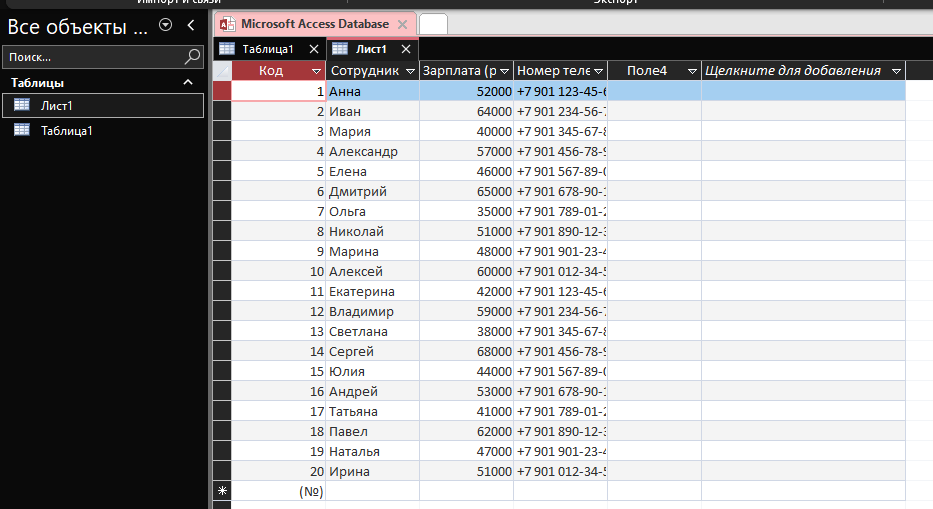 Импорт и связи Экспорт
Все объекты ...
Microsoft Access Database
Поиск...
Таблицы
Лист1
Таблица1
Таблица1 Лист1
Код Сотрудник Зарплата (р Номер теле Поле4 Щелкните для добавления
1 Анна 52000 +7 901 123-45-6
2 Иван 64000 +7 901 234-56-7
3 Мария 40000 +7 901 345-67-8
4 Александр 57000 +7 901 456-78-9
5 Елена 46000 +7 901 567-89-0
6 Дмитрий 65000 +7 901 678-90-1
7 Ольга 35000 +7 901 789-01-2
8 Николай 51000 +7 901 890-12-3
9 Марина 48000 +7 901 901-23-4
10 Алексей 60000 +7 901 012-34-5
11 Екатерина 42000 +7 901 123-45-6
12 Владимир 59000 +7 901 234-56-7
13 Светлана 38000 +7 901 345-67-8
14 Сергей 68000 +7 901 456-78-9
15 Юлия 44000 +7 901 567-89-0
16 Андрей 53000 +7 901 678-90-1
17 Татьяна 41000 +7 901 789-01-2
18 Павел 62000 +7 901 890-12-3
19 Наталья 47000 +7 901 901-23-4
20 Ирина 51000 +7 901 012-34-5
(№)